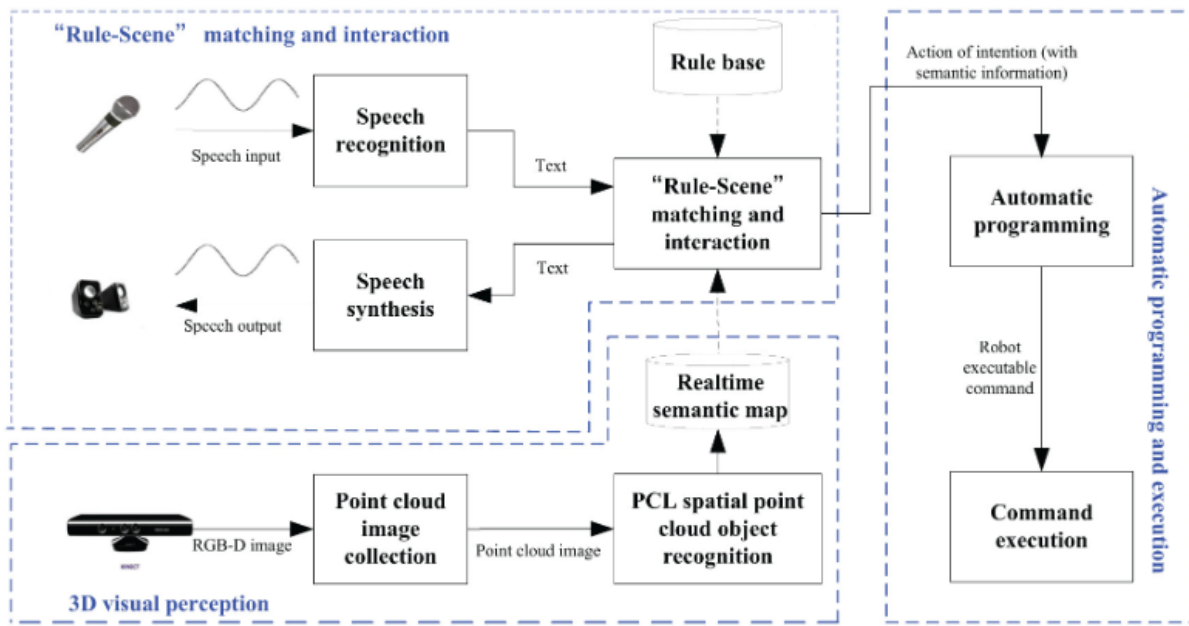 “Rule-Scene” matching and interaction
Rule base
Action of intention (with
semantic information)
Speech input
Speech
recognition
Text
“Rule-Scene”
matching and
interaction
Automatic
programming
Automatic programming and execution
Speech output
Speech
synthesis
Text
Robot
executable
command
Realtime
semantic map
RGB-D image
Point cloud
image
collection
Point cloud image
PCL spatial point
cloud object
recognition
Command
execution
3D visual perception